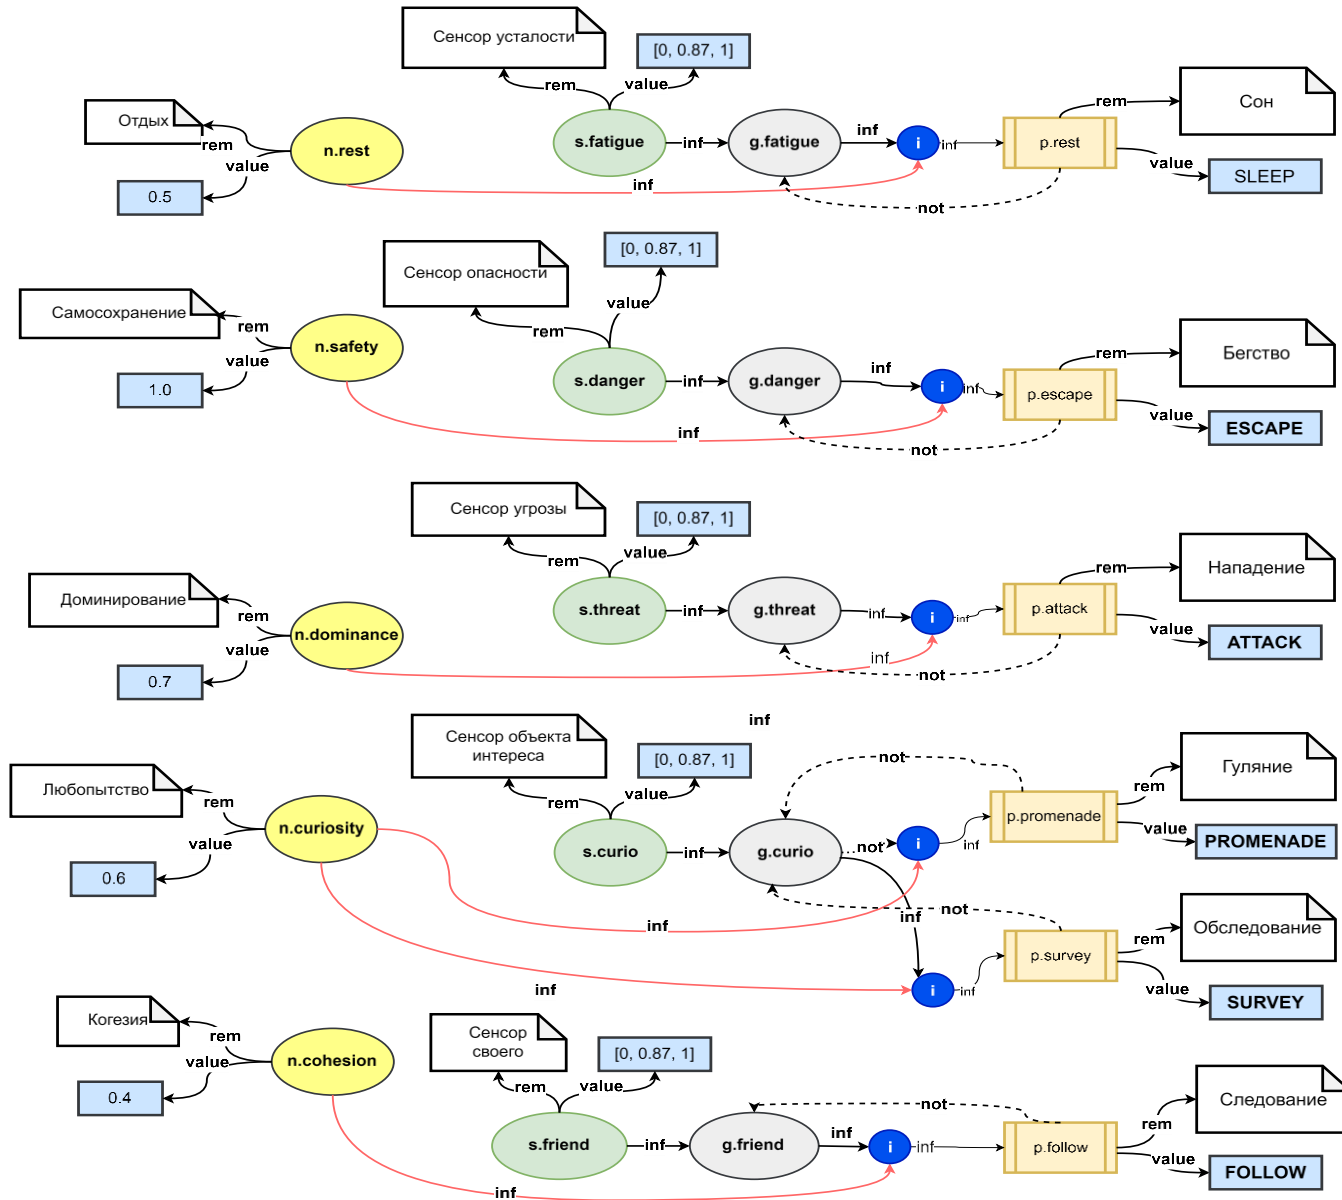 Сенсор усталости
[0, 0.87, 1]
rem
value
Отдых
rem
value
0.5
n.rest
s.fatigue
inf
g.fatigue
inf
i
inf
p.rest
rem
Сон
value
SLEEP
inf
not
Сенсор опасности
[0, 0.87, 1]
rem
value
Самосохранение
rem
value
1.0
n.safety
s.danger
inf
g.danger
inf
i
inf
p.escape
rem
Бегство
value
ESCAPE
inf
not
Сенсор угрозы
[0, 0.87, 1]
rem
value
Доминирование
rem
value
0.7
n.dominance
s.threat
inf
g.threat
inf
i
inf
p.attack
rem
Нападение
value
ATTACK
inf
not
inf
Сенсор объекта
интереса
[0, 0.87, 1]
rem
value
Любопытство
rem
value
0.6
n.curiosity
s.curio
inf
g.curio
not
i
inf
not
p.promenade
rem
Гуляние
value
PROMENADE
inf
inf
not
i
inf
p.survey
rem
Обследование
value
SURVEY
inf
Когезия
rem
value
0.4
n.cohesion
Сенсор
своего
[0, 0.87, 1]
rem
value
s.friend
inf
g.friend
inf
i
inf
not
p.follow
rem
Следование
value
FOLLOW
inf